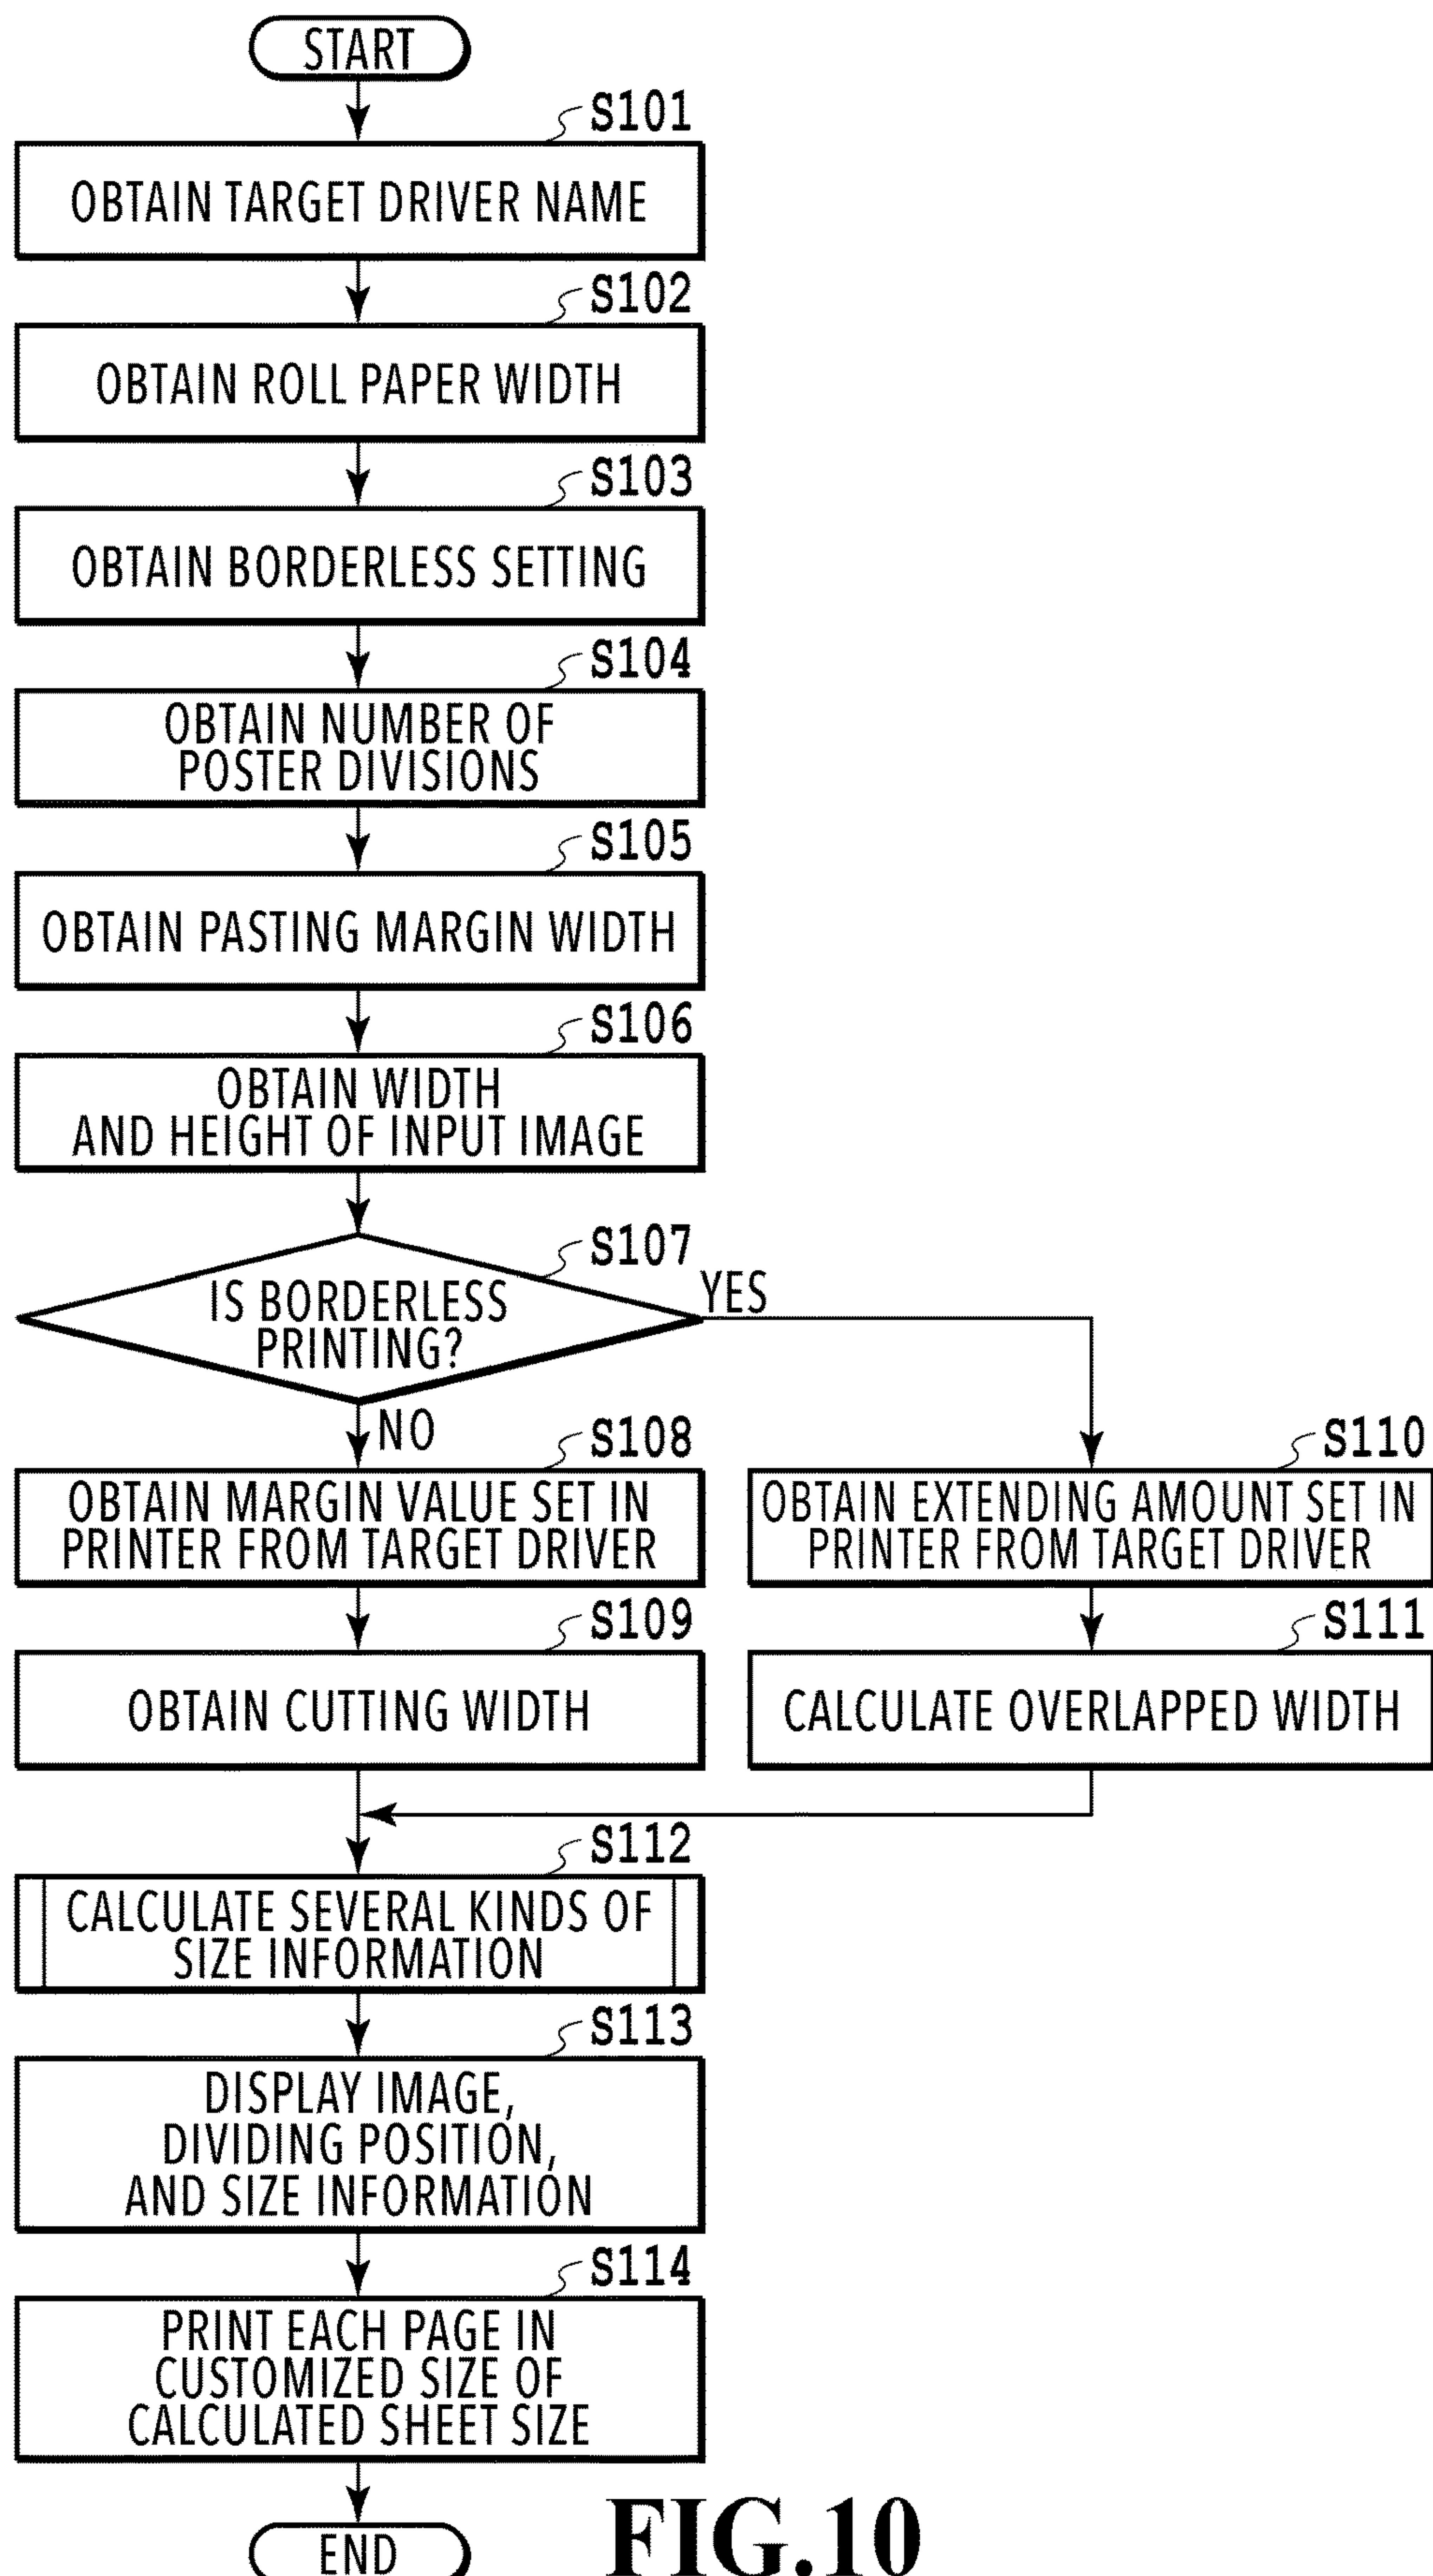 START
S101
OBTAIN TARGET DRIVER NAME
S102
OBTAIN ROLL PAPER WIDTH
S103
OBTAIN BORDERLESS SETTING
S104
OBTAIN NUMBER OF
POSTER DIVISIONS
S105
OBTAIN PASTING MARGIN WIDTH
S106
OBTAIN WIDTH
AND HEIGHT OF INPUT IMAGE
S107
IS BORDERLESS
PRINTING?
YES
NO
S108
OBTAIN MARGIN VALUE SET IN
PRINTER FROM TARGET DRIVER
S110
OBTAIN EXTENDING AMOUNT SET IN
PRINTER FROM TARGET DRIVER
S109
OBTAIN CUTTING WIDTH
S111
CALCULATE OVERLAPPED WIDTH
S112
CALCULATE SEVERAL KINDS OF
SIZE INFORMATION
S113
DISPLAY IMAGE,
DIVIDING POSITION,
AND SIZE INFORMATION
S114
PRINT EACH PAGE IN
CUSTOMIZED SIZE OF
CALCULATED SHEET SIZE
END
FIG.10